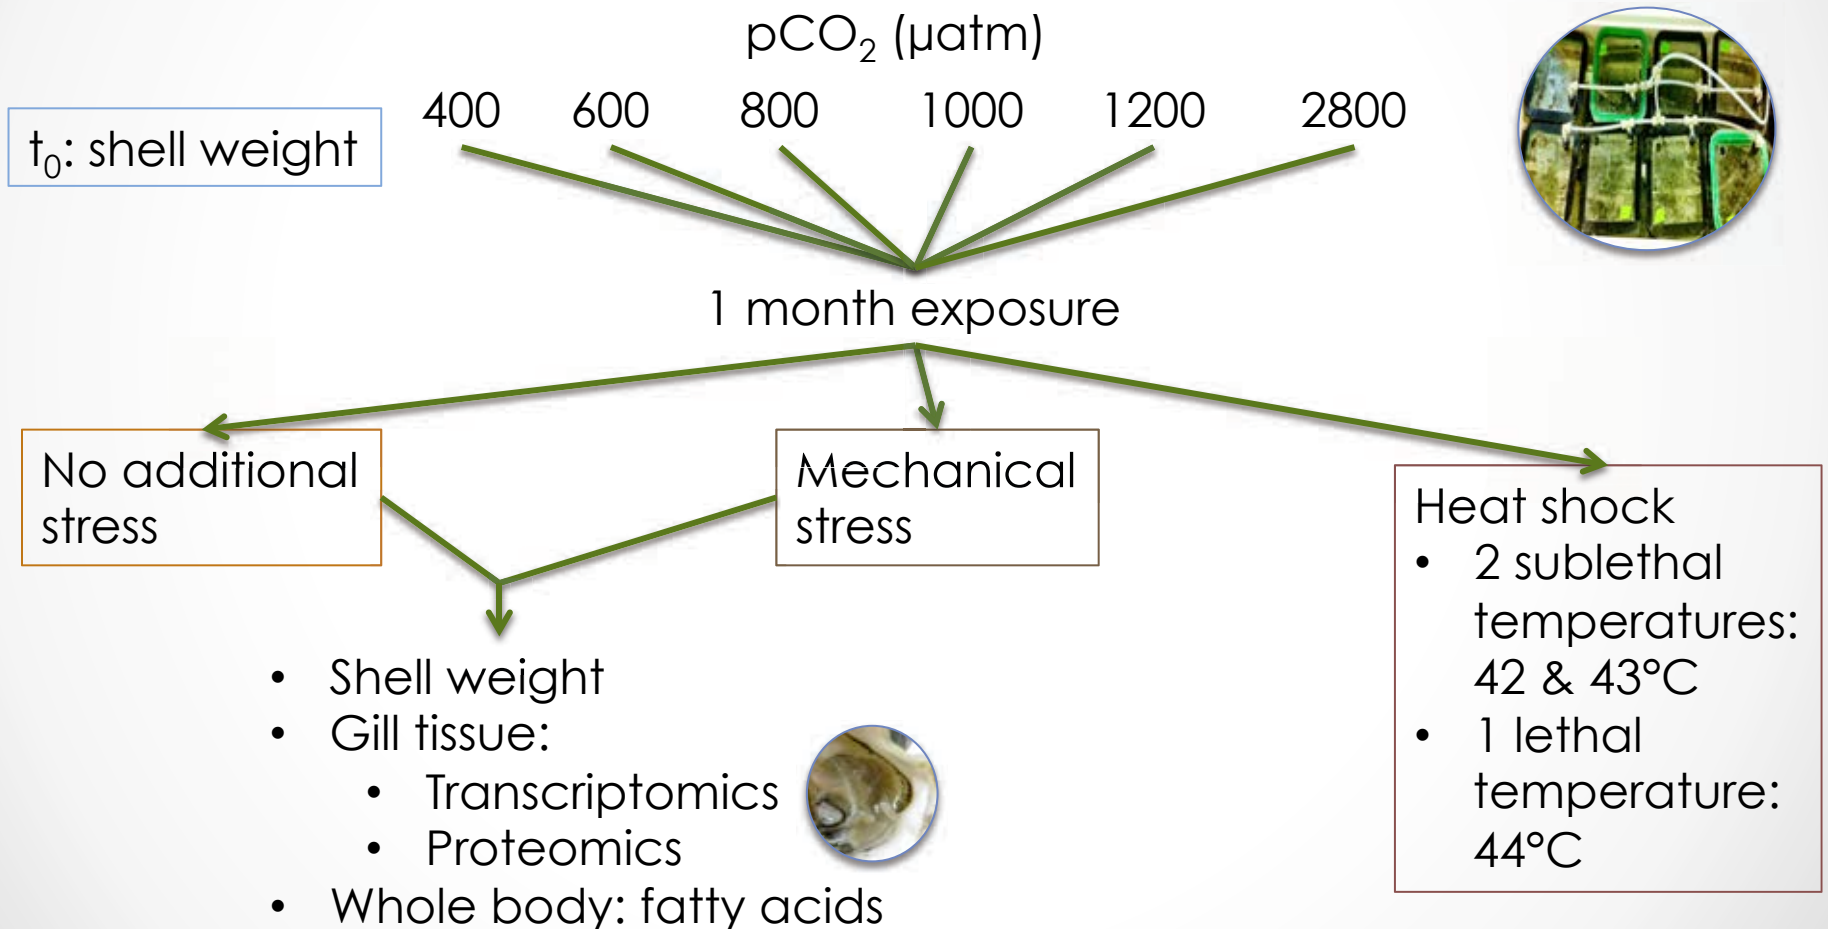 pCO₂ (µatm)
400 600 800 1000 1200 2800
t₀: shell weight
1 month exposure
No additional
stress
Mechanical
stress
Heat shock
• 2 sublethal
temperatures:
42 & 43°C
• 1 lethal
temperature:
44°C
• Shell weight
• Gill tissue:
• Transcriptomics
• Proteomics
• Whole body: fatty acids